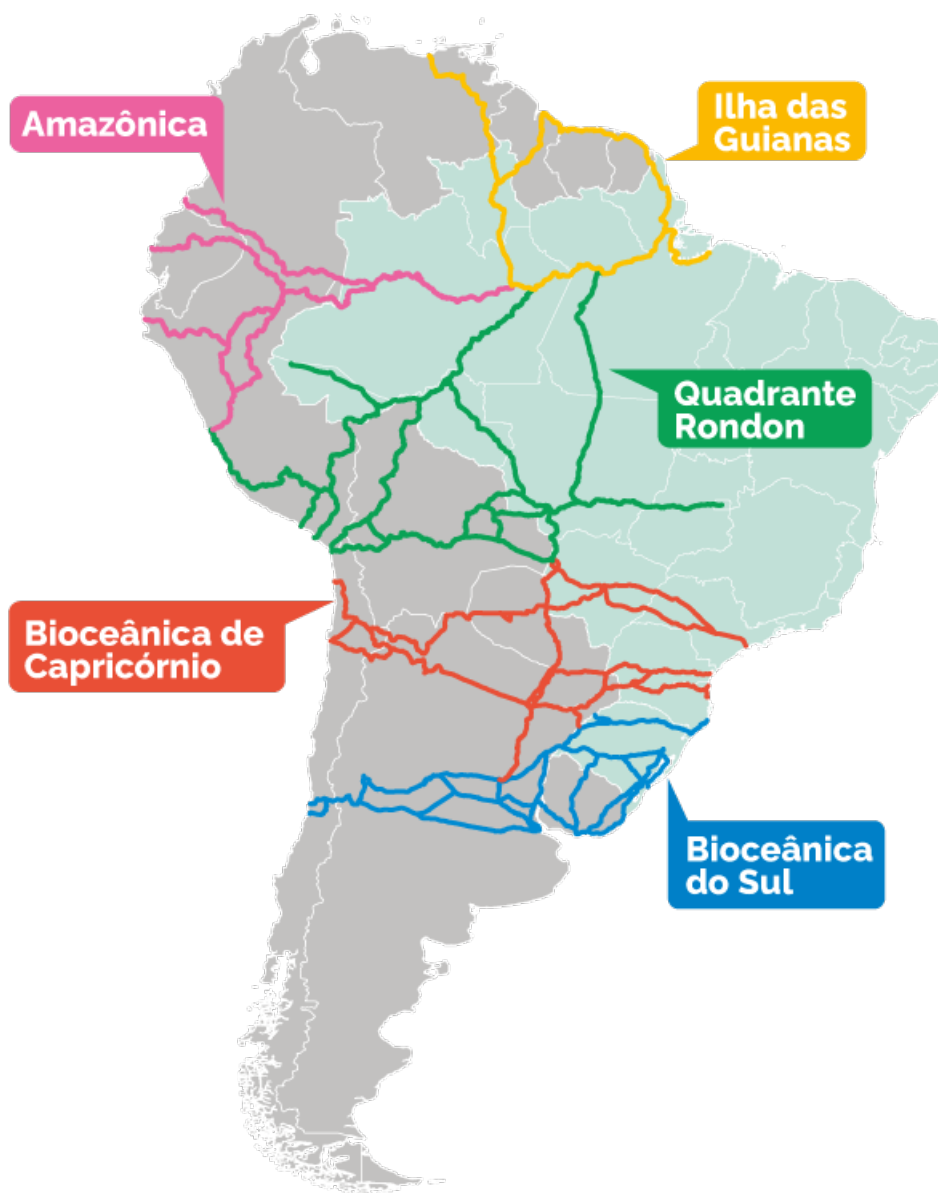 Amazônica
Ilha das
Guianas
Quadrante
Rondon
Bioceânica de
Capricórnio
Bioceânica
do Sul